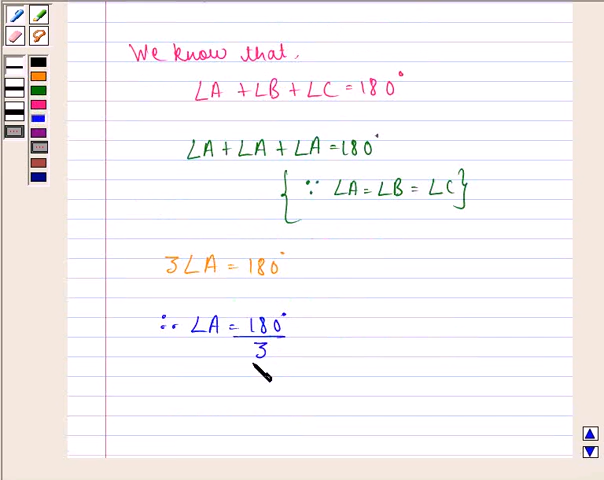 We know that,
∠A + ∠B + ∠C = 180°
∠A + ∠A + ∠A = 180°
{ ∵ ∠A = ∠B = ∠C }
3∠A = 180°
∴ ∠A = 180°
3